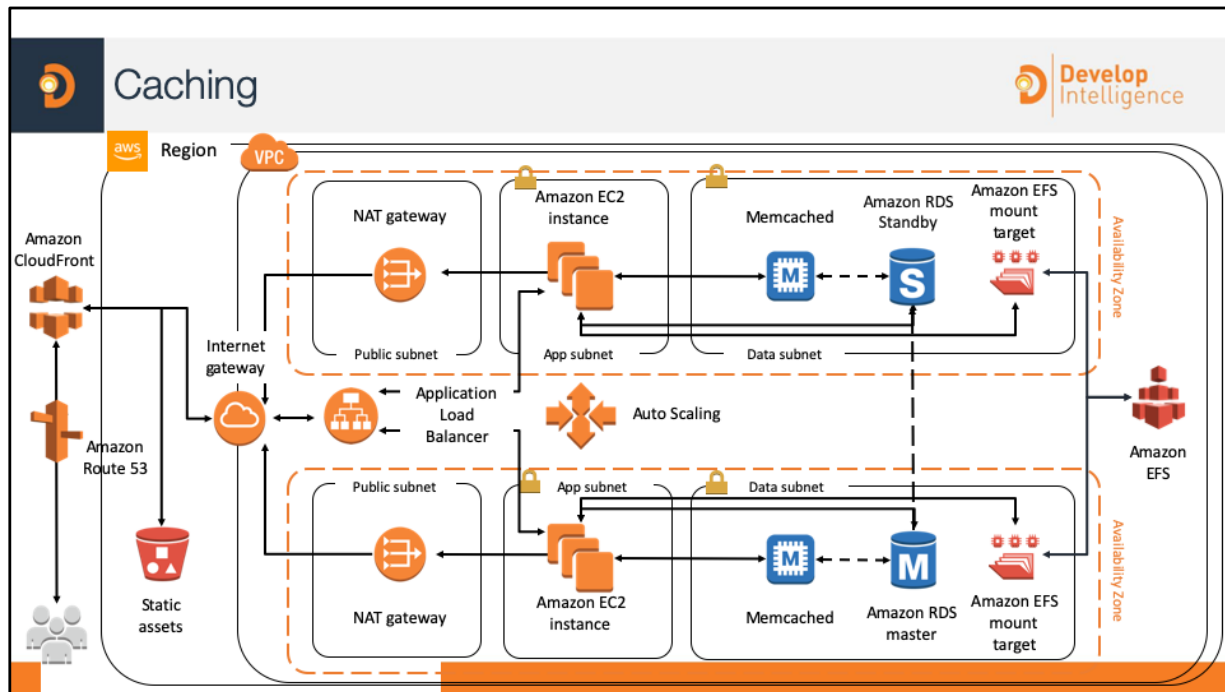 Caching
Develop
Intelligence
aws
Region
VPC
NAT gateway
Amazon EC2
instance
Memcached
Amazon RDS
Standby
Amazon EFS
mount
target
Availability Zone
Amazon
CloudFront
M
S
Public subnet
App subnet
Data subnet
Internet
gateway
Application
Load
Balancer
Auto Scaling
Amazon
Route 53
Amazon
EFS
Public subnet
App subnet
Data subnet
Availability Zone
M
M
Static
assets
NAT gateway
Amazon EC2
instance
Memcached
Amazon RDS
master
Amazon EFS
mount
target